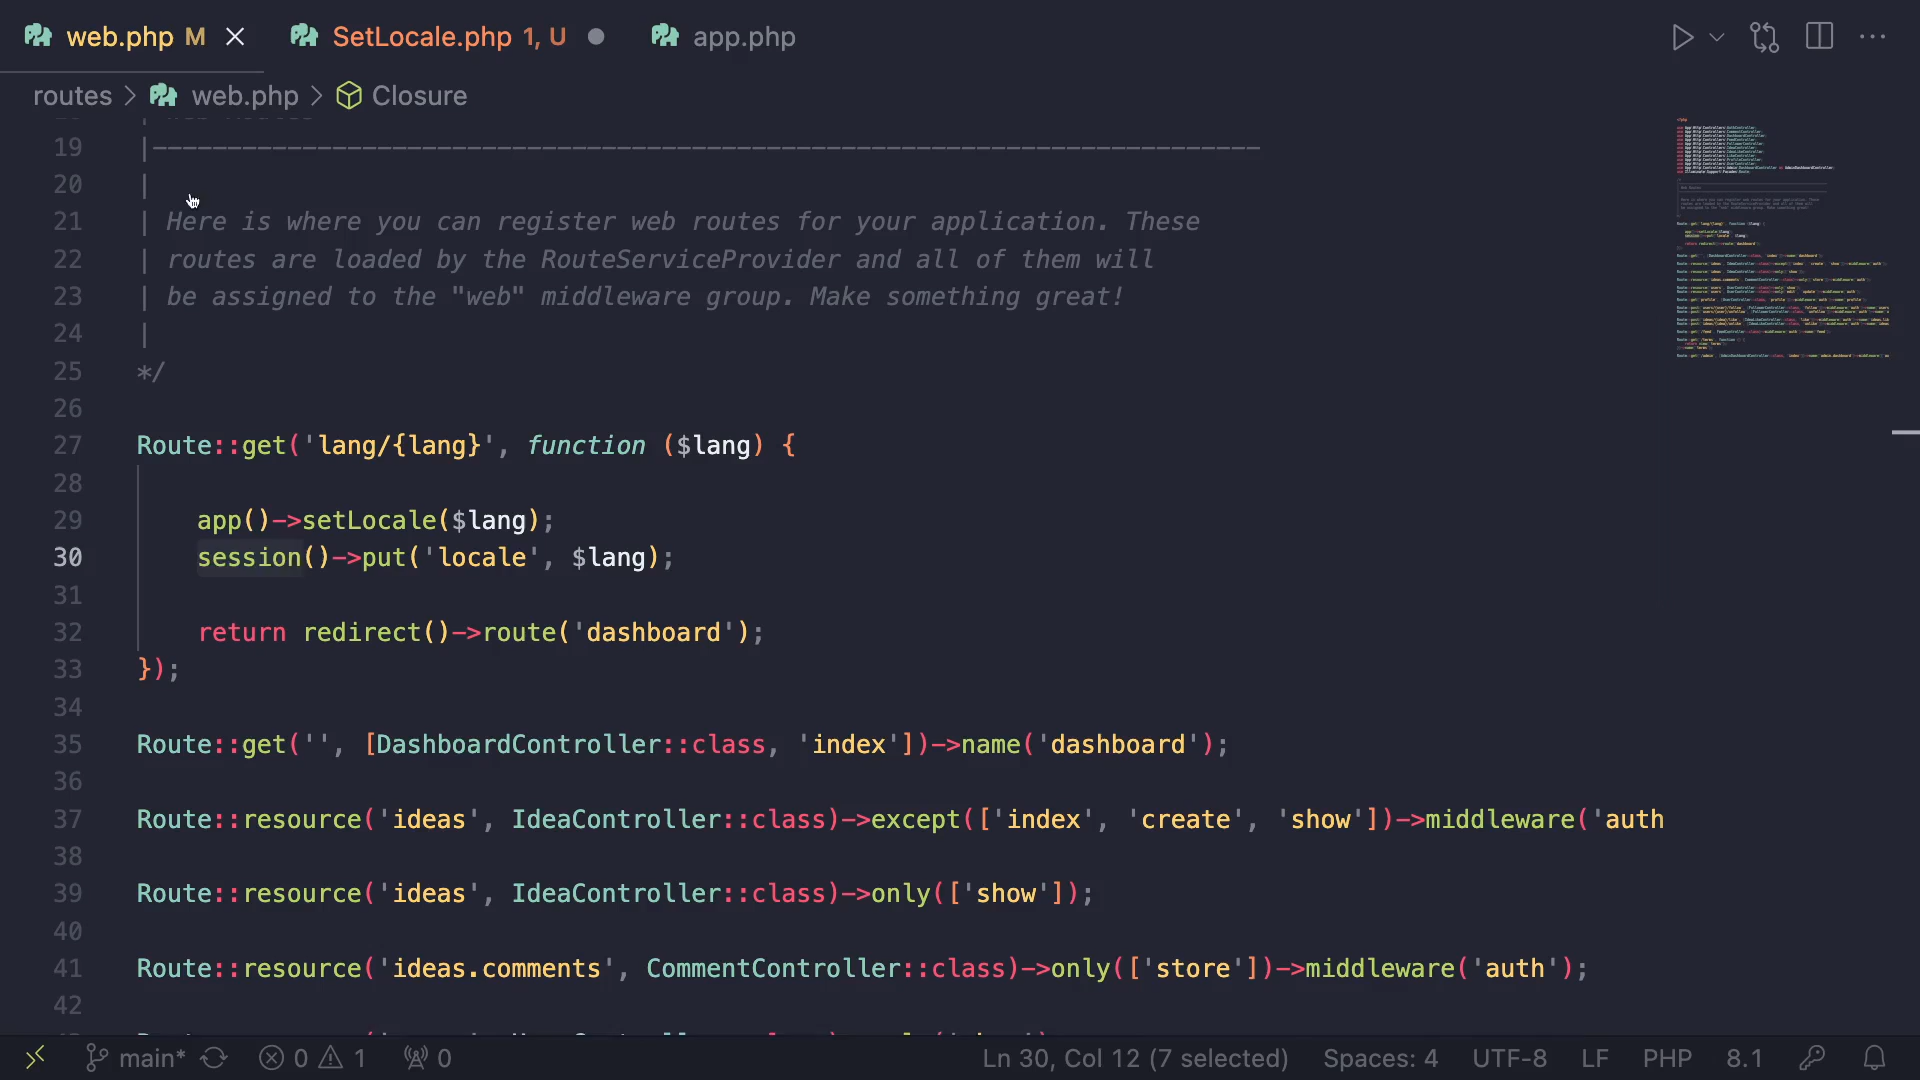 web.php M
SetLocale.php 1, U
app.php
routes > web.php > Closure
19 |--------------------------------------------------------------------------
20 |
21 | Here is where you can register web routes for your application. These
22 | routes are loaded by the RouteServiceProvider and all of them will
23 | be assigned to the "web" middleware group. Make something great!
24 |
25 */
26
27 Route::get('lang/{lang}', function ($lang) {
28
29 app()->setLocale($lang);
30 session()->put('locale', $lang);
31
32 return redirect()->route('dashboard');
33 });
34
35 Route::get('', [DashboardController::class, 'index'])->name('dashboard');
36
37 Route::resource('ideas', IdeaController::class)->except(['index', 'create', 'show'])->middleware('auth
38
39 Route::resource('ideas', IdeaController::class)->only(['show']);
40
41 Route::resource('ideas.comments', CommentController::class)->only(['store'])->middleware('auth');
42
main* 0 1 0 Ln 30, Col 12 (7 selected) Spaces: 4 UTF-8 LF PHP 8.1